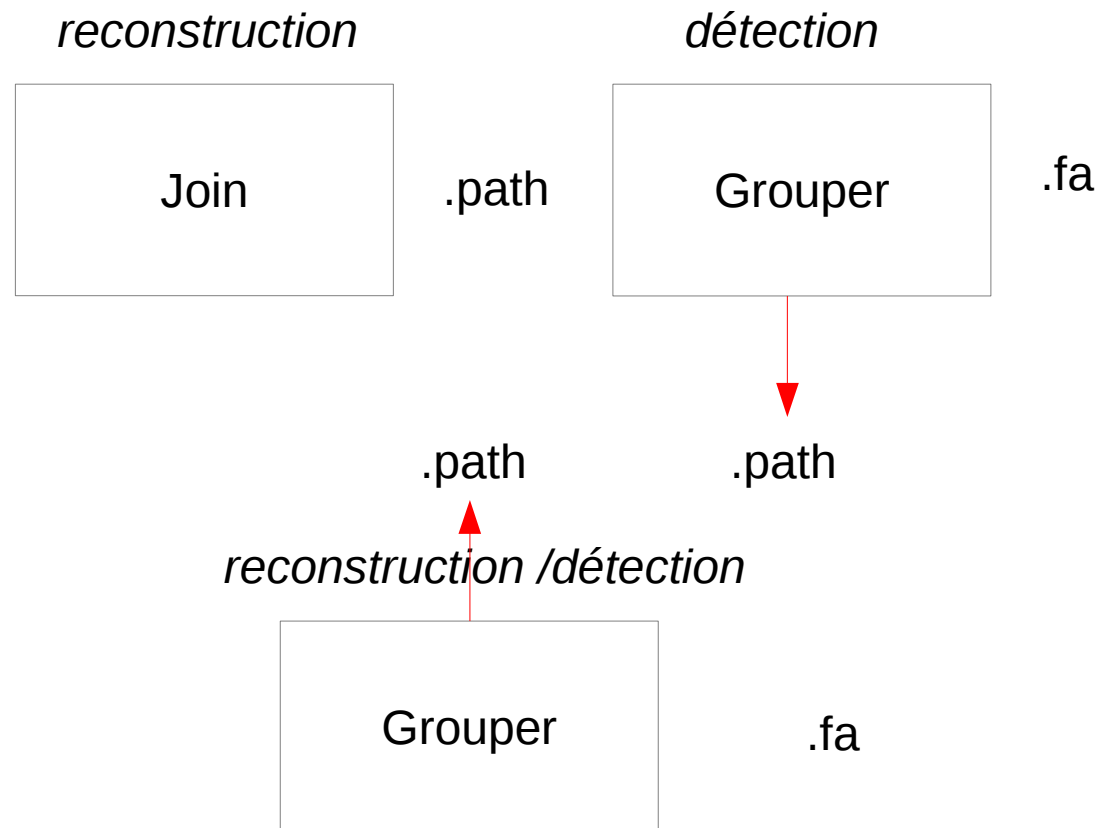 reconstruction
détection
Join
.path
Grouper
.fa
.path
.path
reconstruction /détection
Grouper
.fa